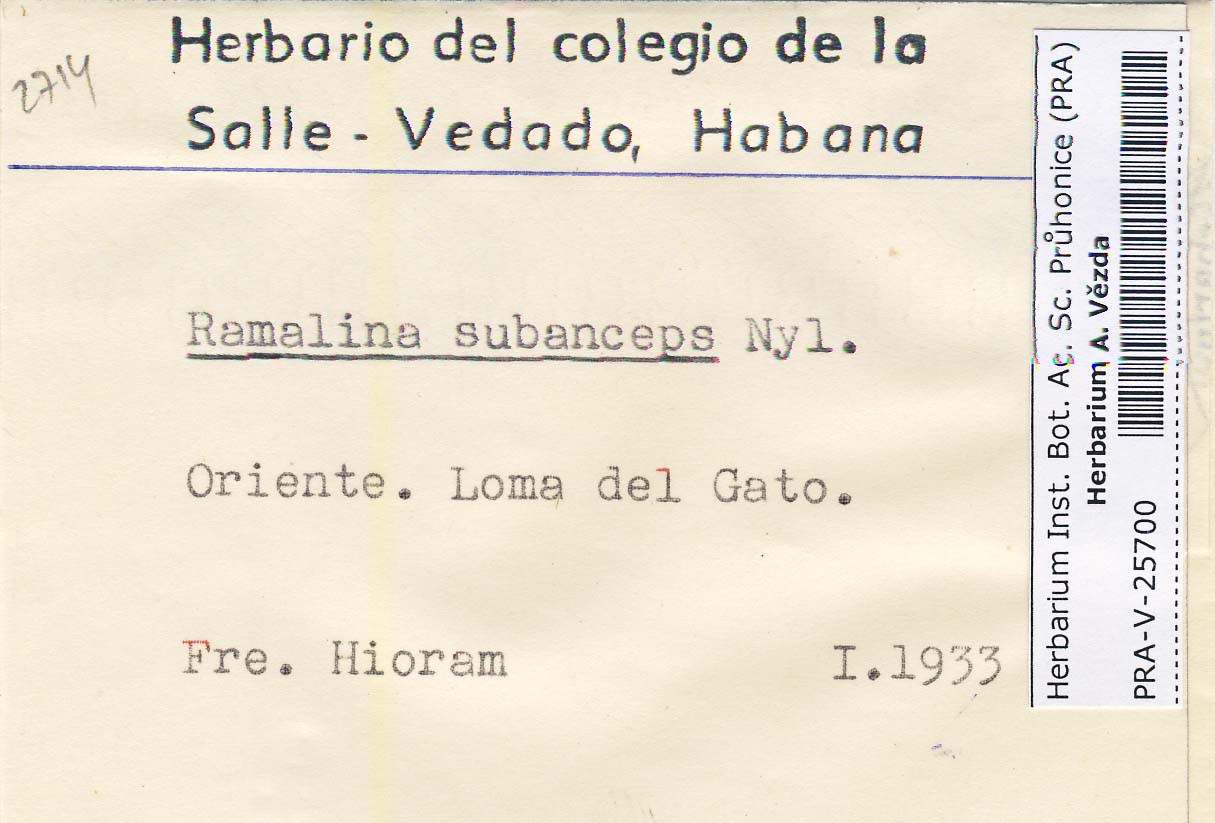 2714
Herbario del colegio de la
Salle - Vedado, Habana
Ramalina subanceps Nyl.
Oriente. Loma del Gato.
Fre. Hioram I.1933
Herbarium Inst. Bot. Ac. Sc. Průhonice (PRA)
Herbarium A. Vězda
PRA-V-25700